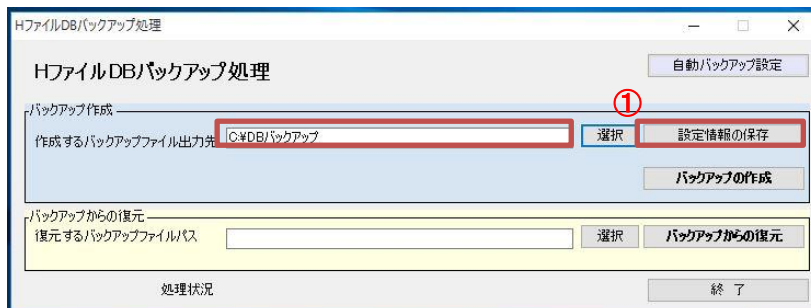 HファイルDBバックアップ処理
HファイルDBバックアップ処理
自動バックアップ設定
バックアップ作成
①
作成するバックアップファイル出力先
C:¥DBバックアップ
選択
設定情報の保存
バックアップの作成
バックアップからの復元
復元するバックアップファイルパス
選択
バックアップからの復元
処理状況
終 了